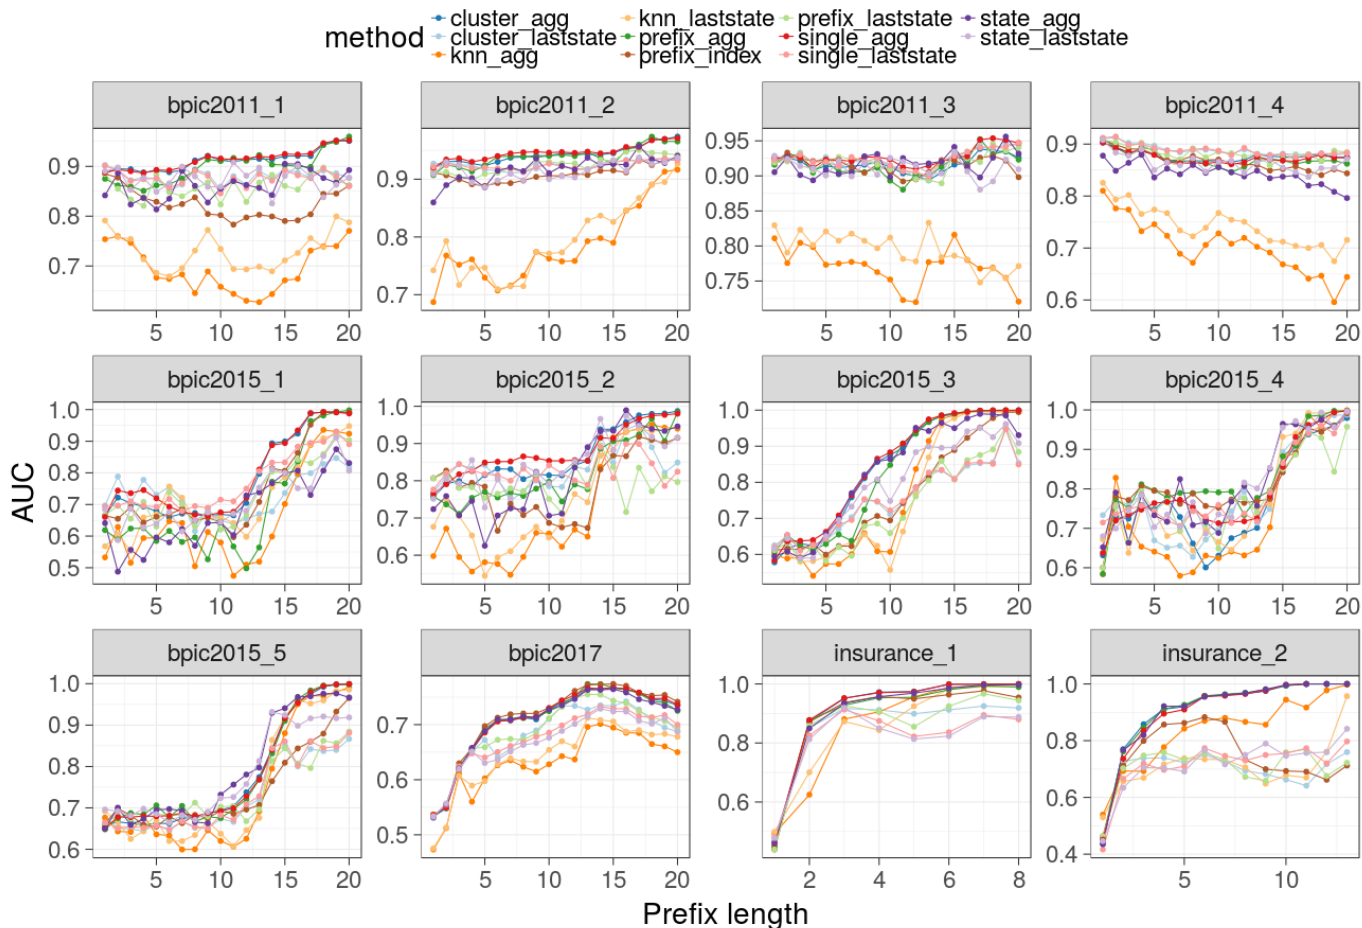 method
cluster_agg knn_laststate prefix_laststate state_agg
cluster_laststate prefix_agg single_agg state_laststate
knn_agg prefix_index single_laststate
bpic2011_1 bpic2011_2 bpic2011_3 bpic2011_4
0.9 0.8 0.7
5 10 15 20
0.9 0.8 0.7
5 10 15 20
0.95 0.90 0.85 0.80 0.75
5 10 15 20
0.9 0.8 0.7 0.6
5 10 15 20
AUC
bpic2015_1 bpic2015_2 bpic2015_3 bpic2015_4
1.0 0.9 0.8 0.7 0.6 0.5
5 10 15 20
1.0 0.9 0.8 0.7 0.6
5 10 15 20
1.0 0.9 0.8 0.7 0.6
5 10 15 20
1.0 0.9 0.8 0.7 0.6
5 10 15 20
bpic2015_5 bpic2017 insurance_1 insurance_2
1.0 0.9 0.8 0.7 0.6
5 10 15 20
0.7 0.6 0.5
5 10 15 20
1.0 0.8 0.6
2 4 6 8
1.0 0.8 0.6 0.4
5 10
Prefix length